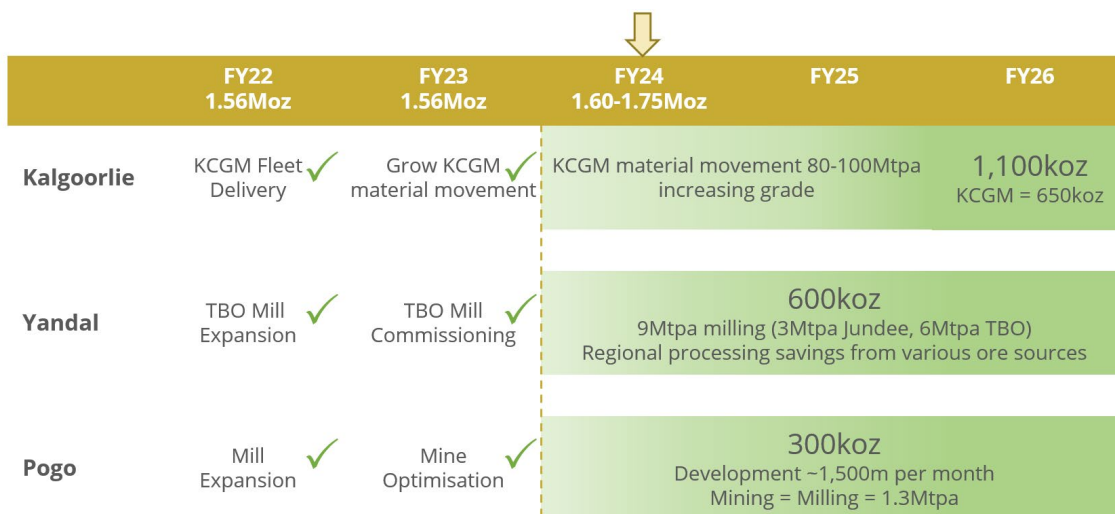 FY22
1.56Moz
FY23
1.56Moz
FY24
1.60-1.75Moz
FY25
FY26
Kalgoorlie
KCGM Fleet
Delivery
Grow KCGM
material movement
KCGM material movement 80-100Mtpa
increasing grade
1,100koz
KCGM = 650koz
Yandal
TBO Mill
Expansion
TBO Mill
Commissioning
600koz
9Mtpa milling (3Mtpa Jundee, 6Mtpa TBO)
Regional processing savings from various ore sources
Pogo
Mill
Expansion
Mine
Optimisation
300koz
Development ~1,500m per month
Mining = Milling = 1.3Mtpa